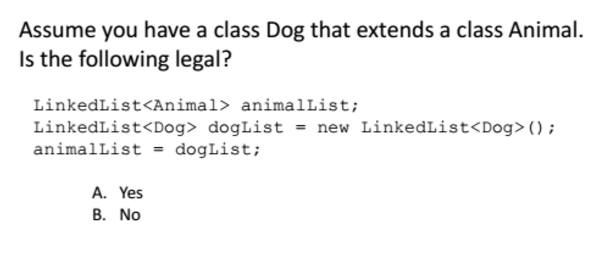 Assume you have a class Dog that extends a class Animal.
Is the following legal?
LinkedList<Animal> animalList;
LinkedList<Dog> dogList = new LinkedList<Dog>();
animalList = dogList;
A. Yes
B. No